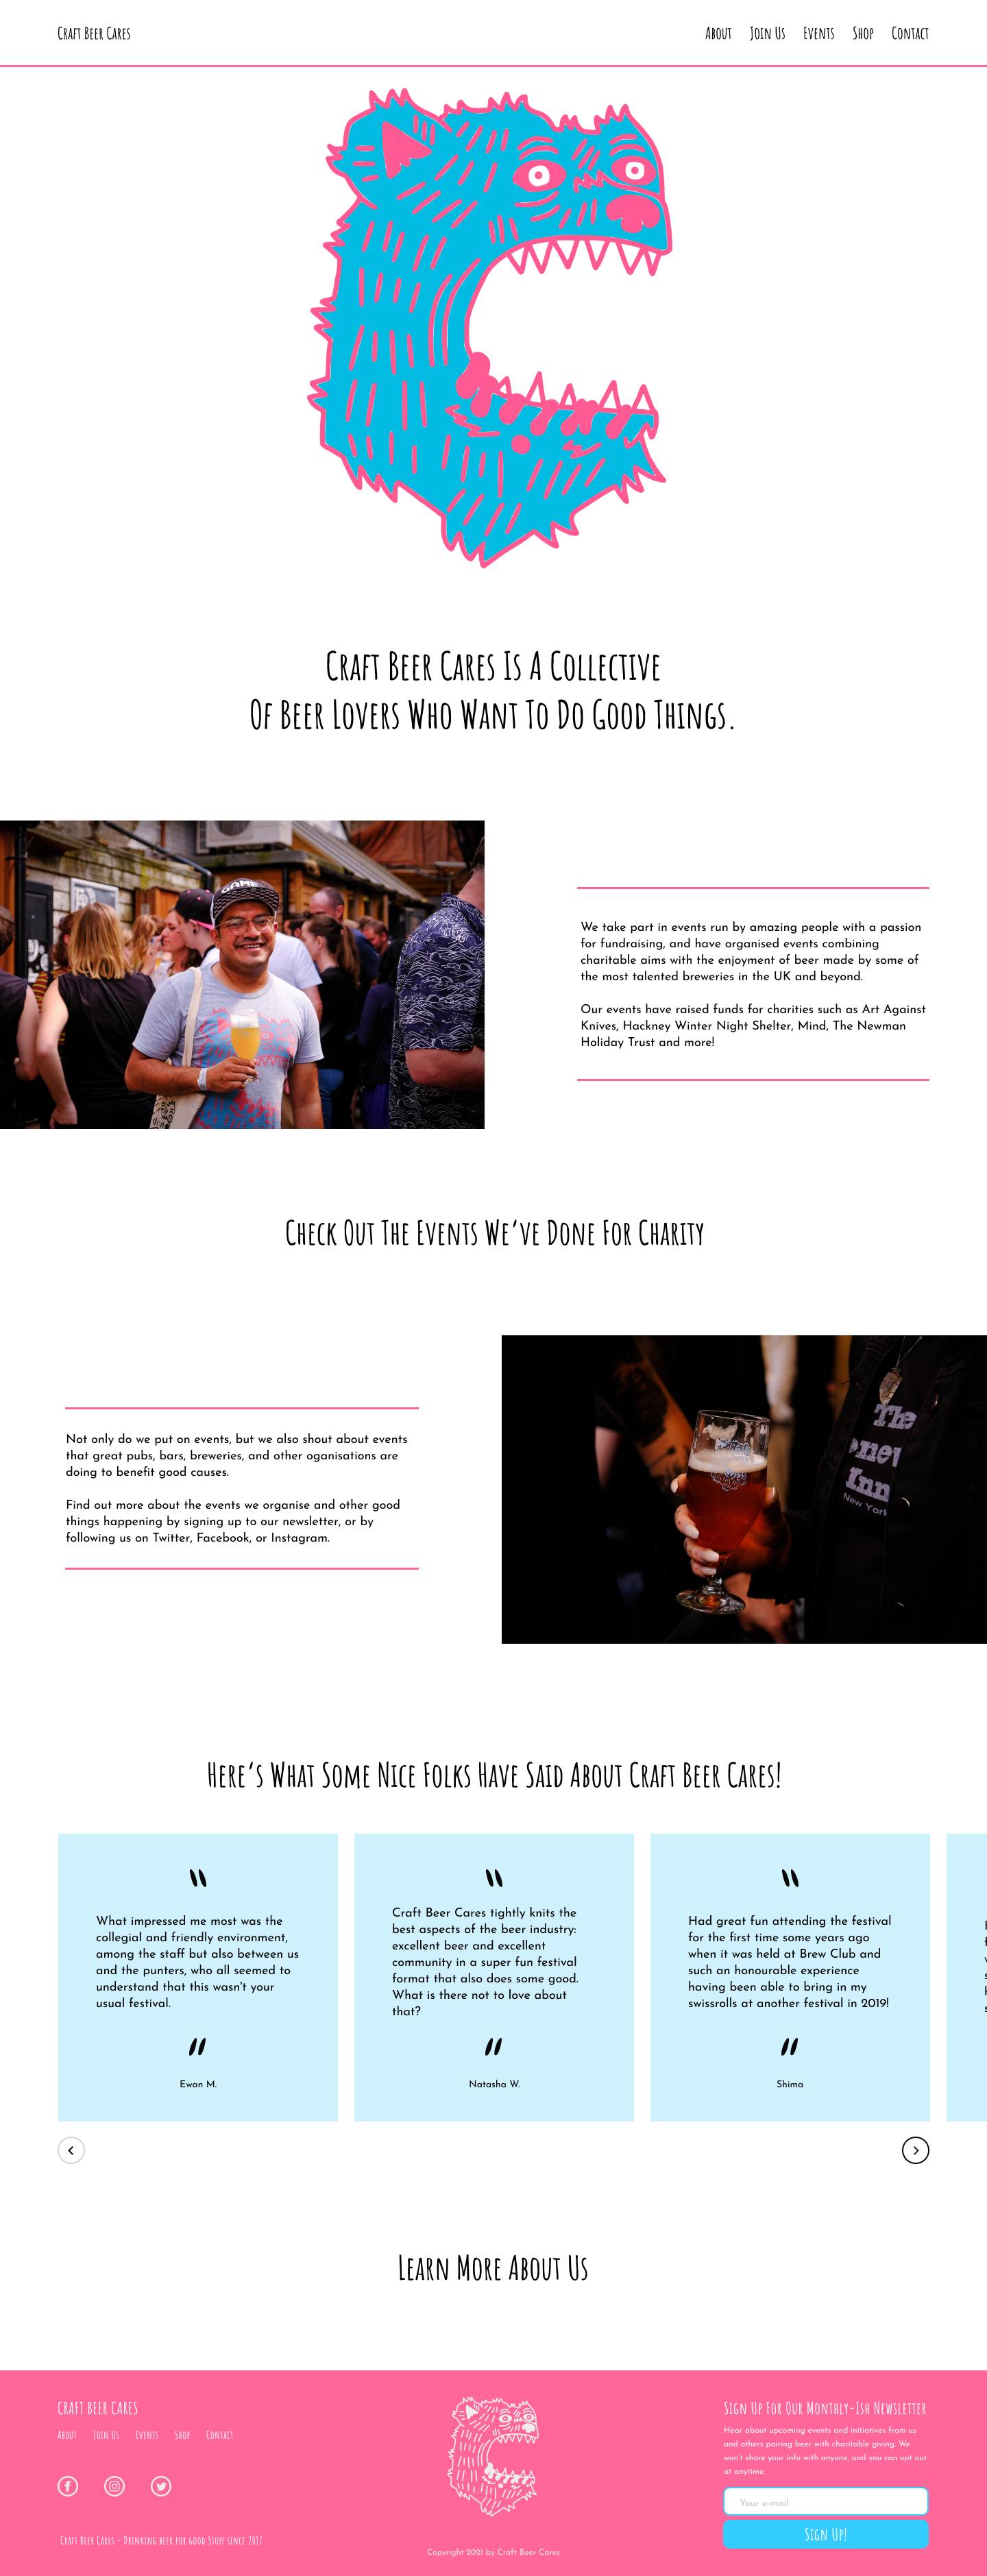 Craft Beer Cares
About Join Us Events Shop Contact
Craft Beer Cares Is A Collective
Of Beer Lovers Who Want To Do Good Things.
GAME
We take part in events run by amazing people with a passion
for fundraising, and have organised events combining
charitable aims with the enjoyment of beer made by some of
the most talented breweries in the UK and beyond.
Our events have raised funds for charities such as Art Against
Knives, Hackney Winter Night Shelter, Mind, The Newman
Holiday Trust and more!
Check Out The Events We’ve Done For Charity
Not only do we put on events, but we also shout about events
that great pubs, bars, breweries, and other oganisations are
doing to benefit good causes.
Find out more about the events we organise and other good
things happening by signing up to our newsletter, or by
following us on Twitter, Facebook, or Instagram.
The
Inn
New York
Here’s What Some Nice Folks Have Said About Craft Beer Cares!
"
What impressed me most was the
collegial and friendly environment,
among the staff but also between us
and the punters, who all seemed to
understand that this wasn't your
usual festival.
"
Ewan M.
"
Craft Beer Cares tightly knits the
best aspects of the beer industry:
excellent beer and excellent
community in a super fun festival
format that also does some good.
What is there not to love about
that?
"
Natasha W.
"
Had great fun attending the festival
for the first time some years ago
when it was held at Brew Club and
such an honourable experience
having been able to bring in my
swissrolls at another festival in 2019!
"
Shima
Learn More About Us
CRAFT BEER CARES
About Join Us Events Shop Contact
Craft Beer Cares - Drinking beer for good Stuff since 2017
Copyright 2021 by Craft Beer Cares
Sign Up For Our Monthly-Ish Newsletter
Hear about upcoming events and initiatives from us
and others pairing beer with charitable giving. We
won't share your info with anyone, and you can opt out
at anytime.
Your e-mail
Sign Up!